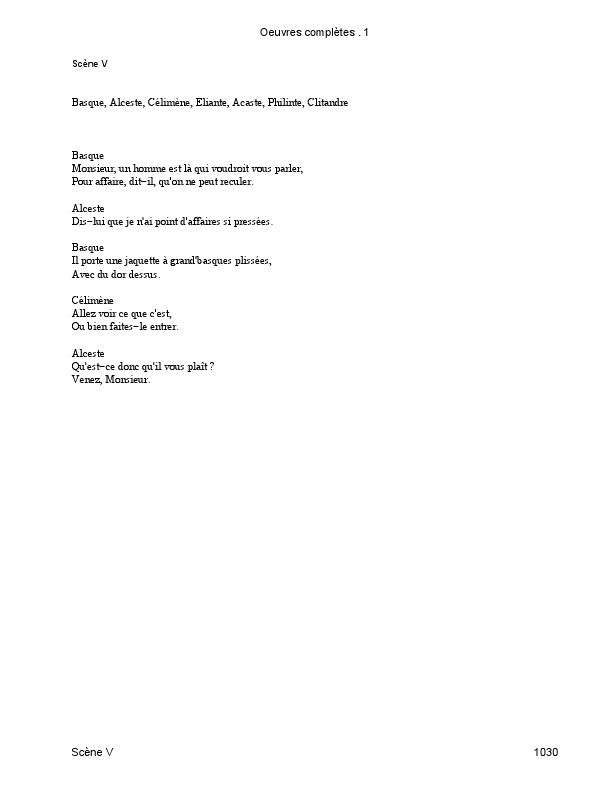 Oeuvres complètes . 1
Scène V
Basque, Alceste, Célimène, Eliante, Acaste, Philinte, Clitandre
Basque
Monsieur, un homme est là qui voudroit vous parler,
Pour affaire, dit−il, qu'on ne peut reculer.
Alceste
Dis−lui que je n'ai point d'affaires si pressées.
Basque
Il porte une jaquette à grand'basques plissées,
Avec du dor dessus.
Célimène
Allez voir ce que c'est,
Ou bien faites−le entrer.
Alceste
Qu'est−ce donc qu'il vous plaît ?
Venez, Monsieur.
Scène V
1030